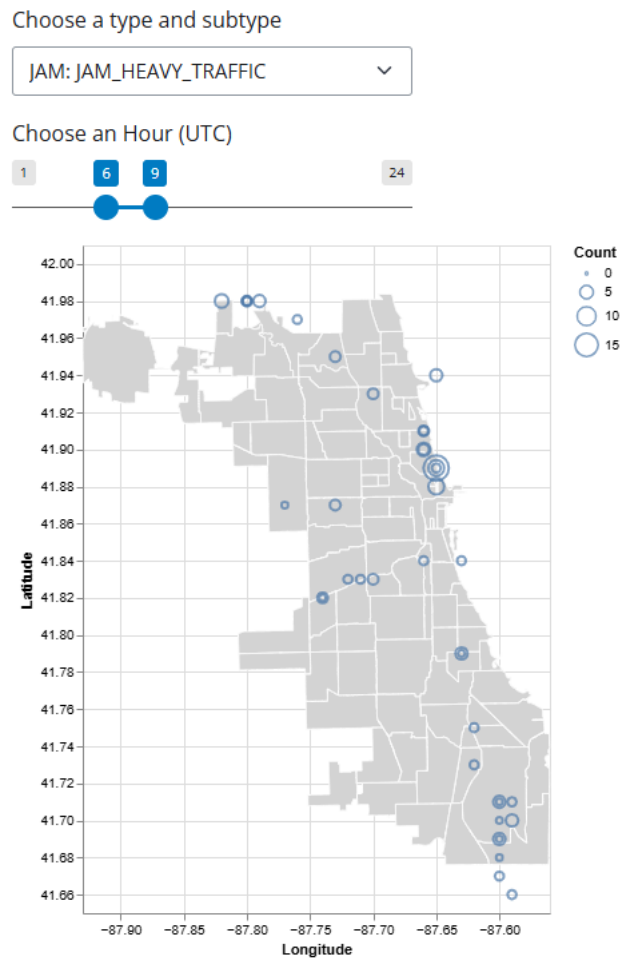 Choose a type and subtype
JAM: JAM_HEAVY_TRAFFIC
Choose an Hour (UTC)
1 6 9 24
Count
0
5
10
15
42.00
41.98
41.96
41.94
41.92
41.90
41.88
41.86
41.84
41.82
41.80
41.78
41.76
41.74
41.72
41.70
41.68
41.66
Latitude
−87.90 −87.85 −87.80 −87.75 −87.70 −87.65 −87.60
Longitude